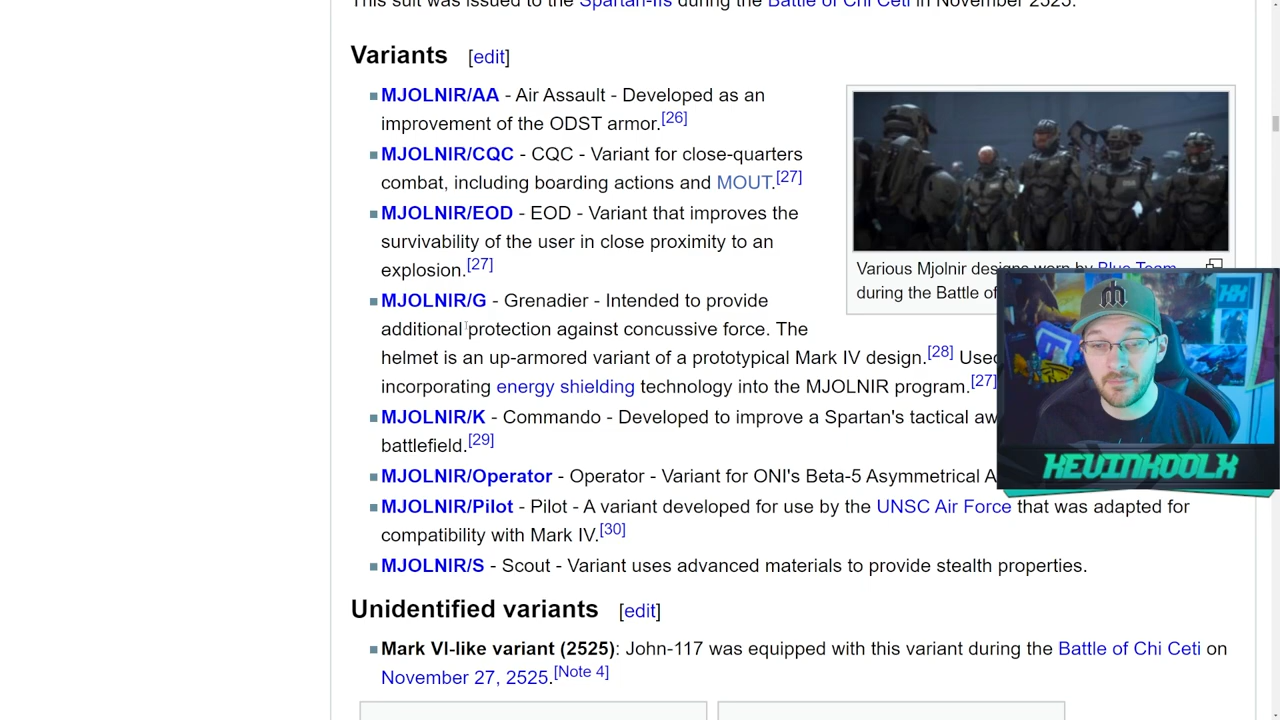 This suit was issued to the Spartan-IIs during the Battle of Chi Ceti in November 2525.
Variants [edit]
MJOLNIR/AA - Air Assault - Developed as an
improvement of the ODST armor.[26]
MJOLNIR/CQC - CQC - Variant for close-quarters
combat, including boarding actions and MOUT.[27]
MJOLNIR/EOD - EOD - Variant that improves the
survivability of the user in close proximity to an
explosion.[27]
MJOLNIR/G - Grenadier - Intended to provide
additional protection against concussive force. The
helmet is an up-armored variant of a prototypical Mark IV design.[28] Used
incorporating energy shielding technology into the MJOLNIR program.[27]
MJOLNIR/K - Commando - Developed to improve a Spartan's tactical aw
battlefield.[29]
MJOLNIR/Operator - Operator - Variant for ONI's Beta-5 Asymmetrical A
MJOLNIR/Pilot - Pilot - A variant developed for use by the UNSC Air Force that was adapted for
compatibility with Mark IV.[30]
MJOLNIR/S - Scout - Variant uses advanced materials to provide stealth properties.
Various Mjolnir designs worn by Blue Team
during the Battle of
KEVINKOOLX
Unidentified variants [edit]
Mark VI-like variant (2525): John-117 was equipped with this variant during the Battle of Chi Ceti on
November 27, 2525.[Note 4]